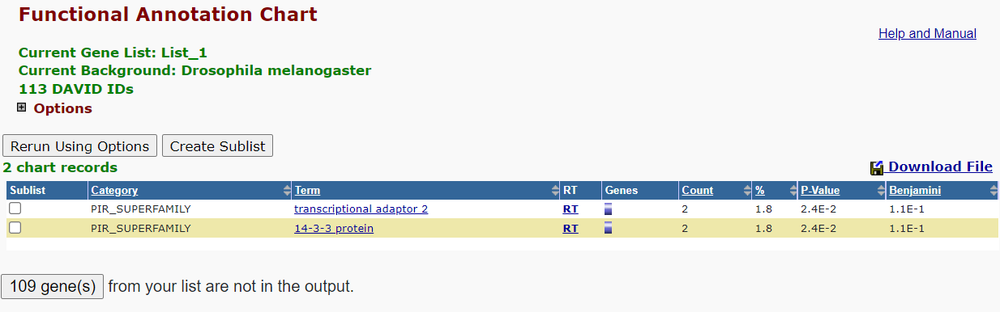 Functional Annotation Chart
Help and Manual
Current Gene List: List_1
Current Background: Drosophila melanogaster
113 DAVID IDs
Options
Rerun Using Options Create Sublist
2 chart records Download File
Sublist Category Term RT Genes Count % P-Value Benjamini
PIR_SUPERFAMILY transcriptional adaptor 2 RT 2 1.8 2.4E-2 1.1E-1
PIR_SUPERFAMILY 14-3-3 protein RT 2 1.8 2.4E-2 1.1E-1
109 gene(s) from your list are not in the output.